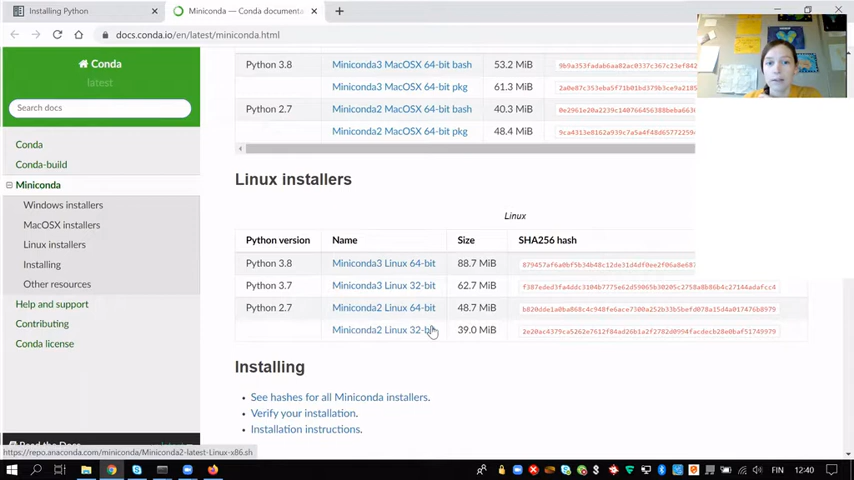 Installing Python
Miniconda — Conda documenta
docs.conda.io/en/latest/miniconda.html
Conda
latest
Search docs
Conda
Conda-build
Miniconda
Windows installers
MacOSX installers
Linux installers
Installing
Other resources
Help and support
Contributing
Conda license
Python 3.8 Miniconda3 MacOSX 64-bit bash 53.2 MiB
Miniconda3 MacOSX 64-bit pkg 61.3 MiB
Python 2.7 Miniconda2 MacOSX 64-bit bash 40.3 MiB
Miniconda2 MacOSX 64-bit pkg 48.4 MiB
Linux installers
Linux
Python version Name Size SHA256 hash
Python 3.8 Miniconda3 Linux 64-bit 88.7 MiB
Python 3.7 Miniconda3 Linux 32-bit 62.7 MiB
Python 2.7 Miniconda2 Linux 64-bit 48.7 MiB
Miniconda2 Linux 32-bit 39.0 MiB
Installing
• See hashes for all Miniconda installers.
• Verify your installation.
• Installation instructions.
https://repo.anaconda.com/miniconda/Miniconda2-latest-Linux-x86.sh
FIN 12:40